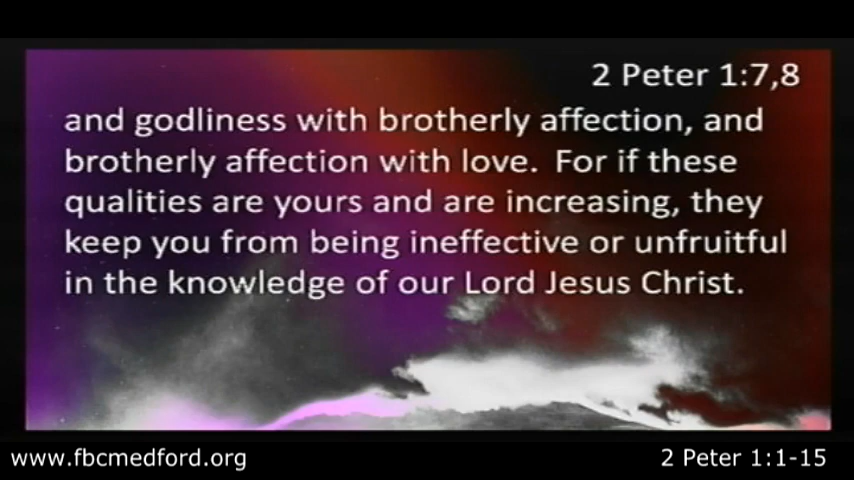 2 Peter 1:7,8
and godliness with brotherly affection, and
brotherly affection with love. For if these
qualities are yours and are increasing, they
keep you from being ineffective or unfruitful
in the knowledge of our Lord Jesus Christ.
www.fbcmedford.org
2 Peter 1:1-15